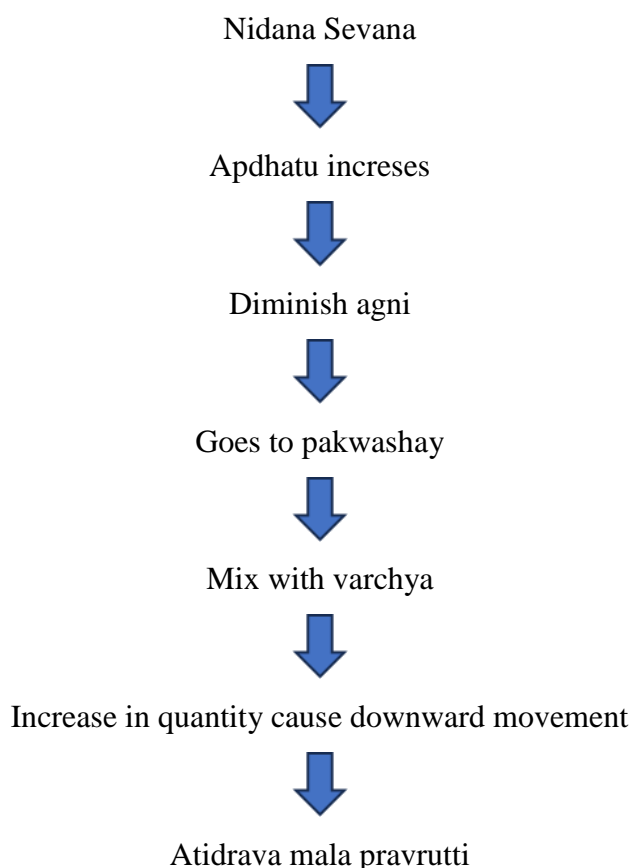 Nidana Sevana
Apdhatu increses
Diminish agni
Goes to pakwashay
Mix with varchya
Increase in quantity cause downward movement
Atidrava mala pravrutti